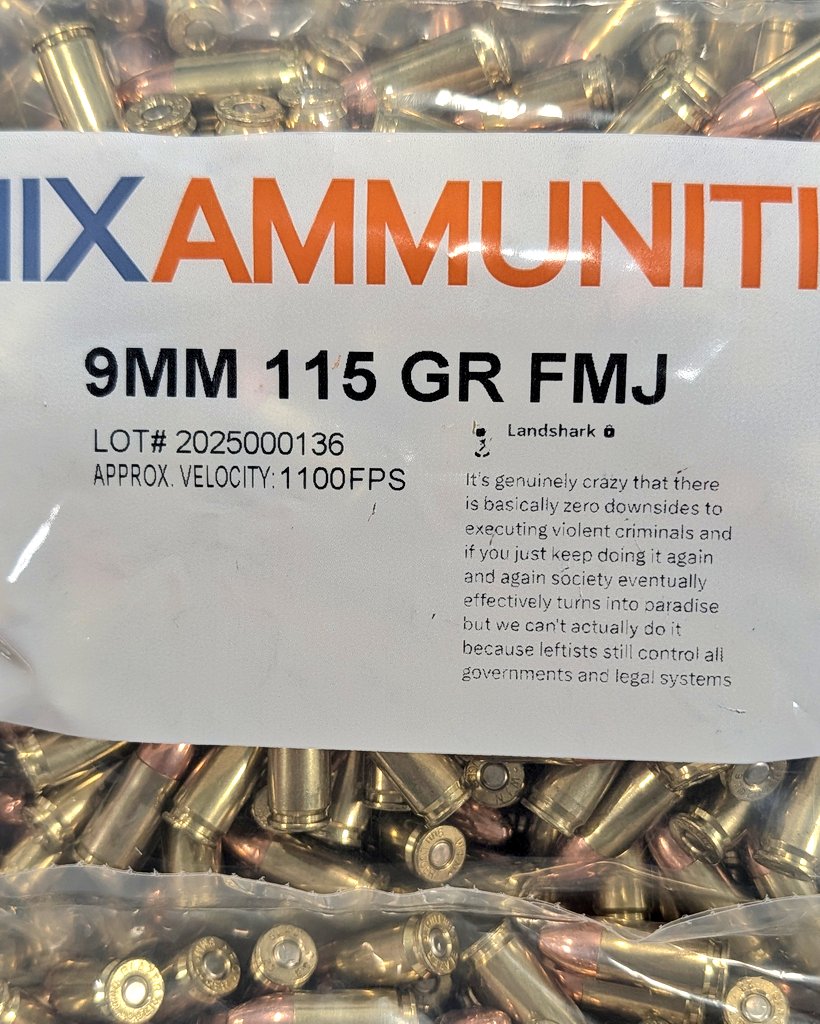 IIXAMMUNITI
9MM 115 GR FMJ
LOT# 2025000136
APPROX. VELOCITY: 1100FPS
Landshark
It's genuinely crazy that there
is basically zero downsides to
executing violent criminals and
if you just keep doing it again
and again society eventually
effectively turns into paradise
but we can't actually do it
because leftists still control all
governments and legal systems